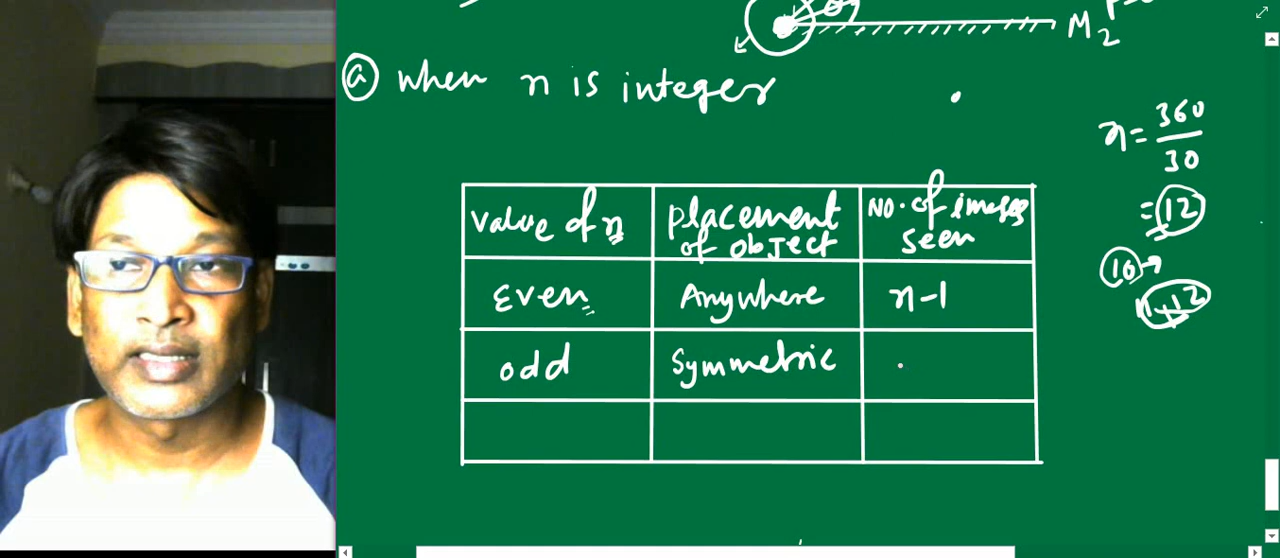 M2
(a) when n is integer
n = 360/30
= 12
Value of n
placement of object
NO. of images seen
10 →
Even
Anywhere
n-1
odd
Symmetric